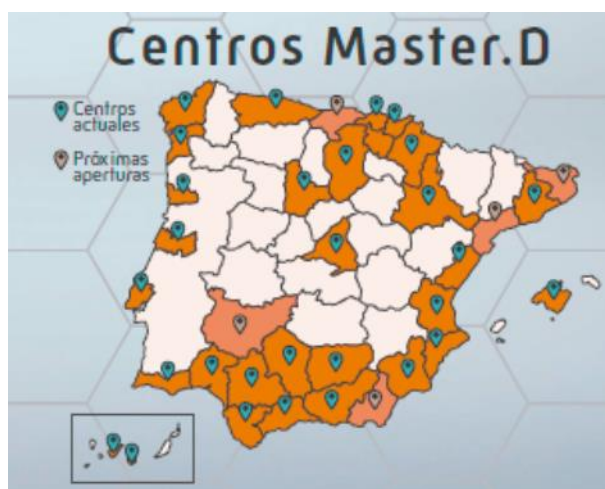 Centros Master.D
Centros
actuales
Próximas
aperturas